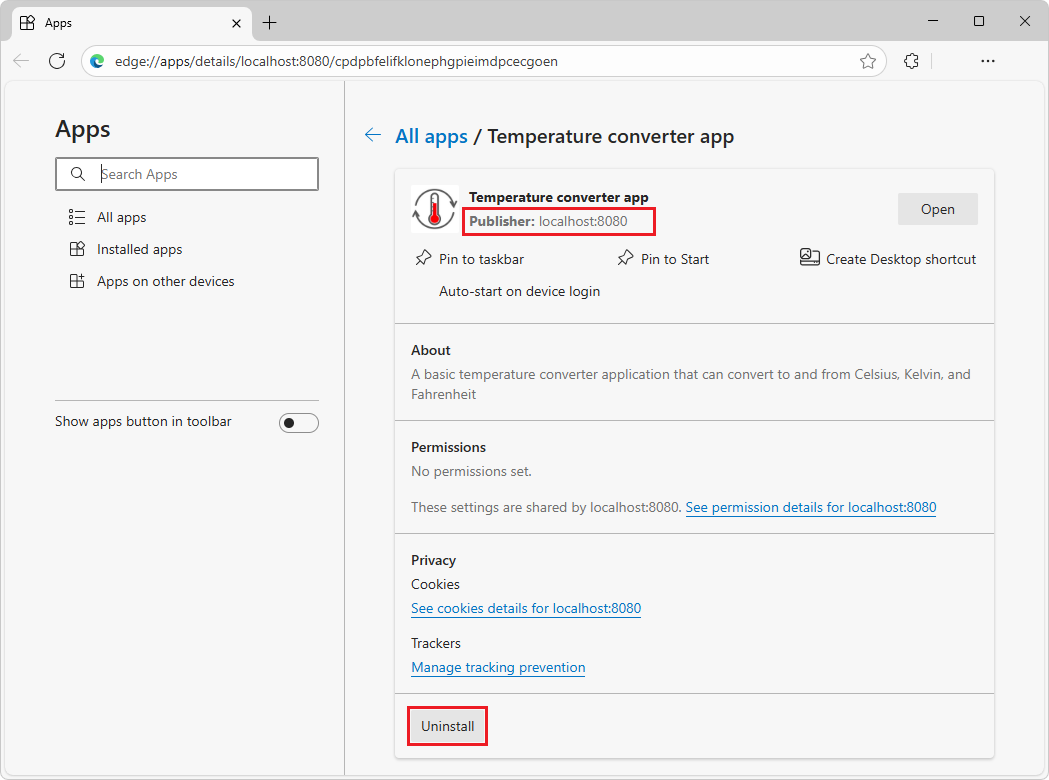 Apps
edge://apps/details/localhost:8080/cpdpbfelifklonephgpieimdpcecgoen
Apps
Search Apps
All apps
Installed apps
Apps on other devices
Show apps button in toolbar
All apps / Temperature converter app
Temperature converter app
Publisher: localhost:8080
Open
Pin to taskbar
Pin to Start
Create Desktop shortcut
Auto-start on device login
About
A basic temperature converter application that can convert to and from Celsius, Kelvin, and
Fahrenheit
Permissions
No permissions set.
These settings are shared by localhost:8080. See permission details for localhost:8080
Privacy
Cookies
See cookies details for localhost:8080
Trackers
Manage tracking prevention
Uninstall